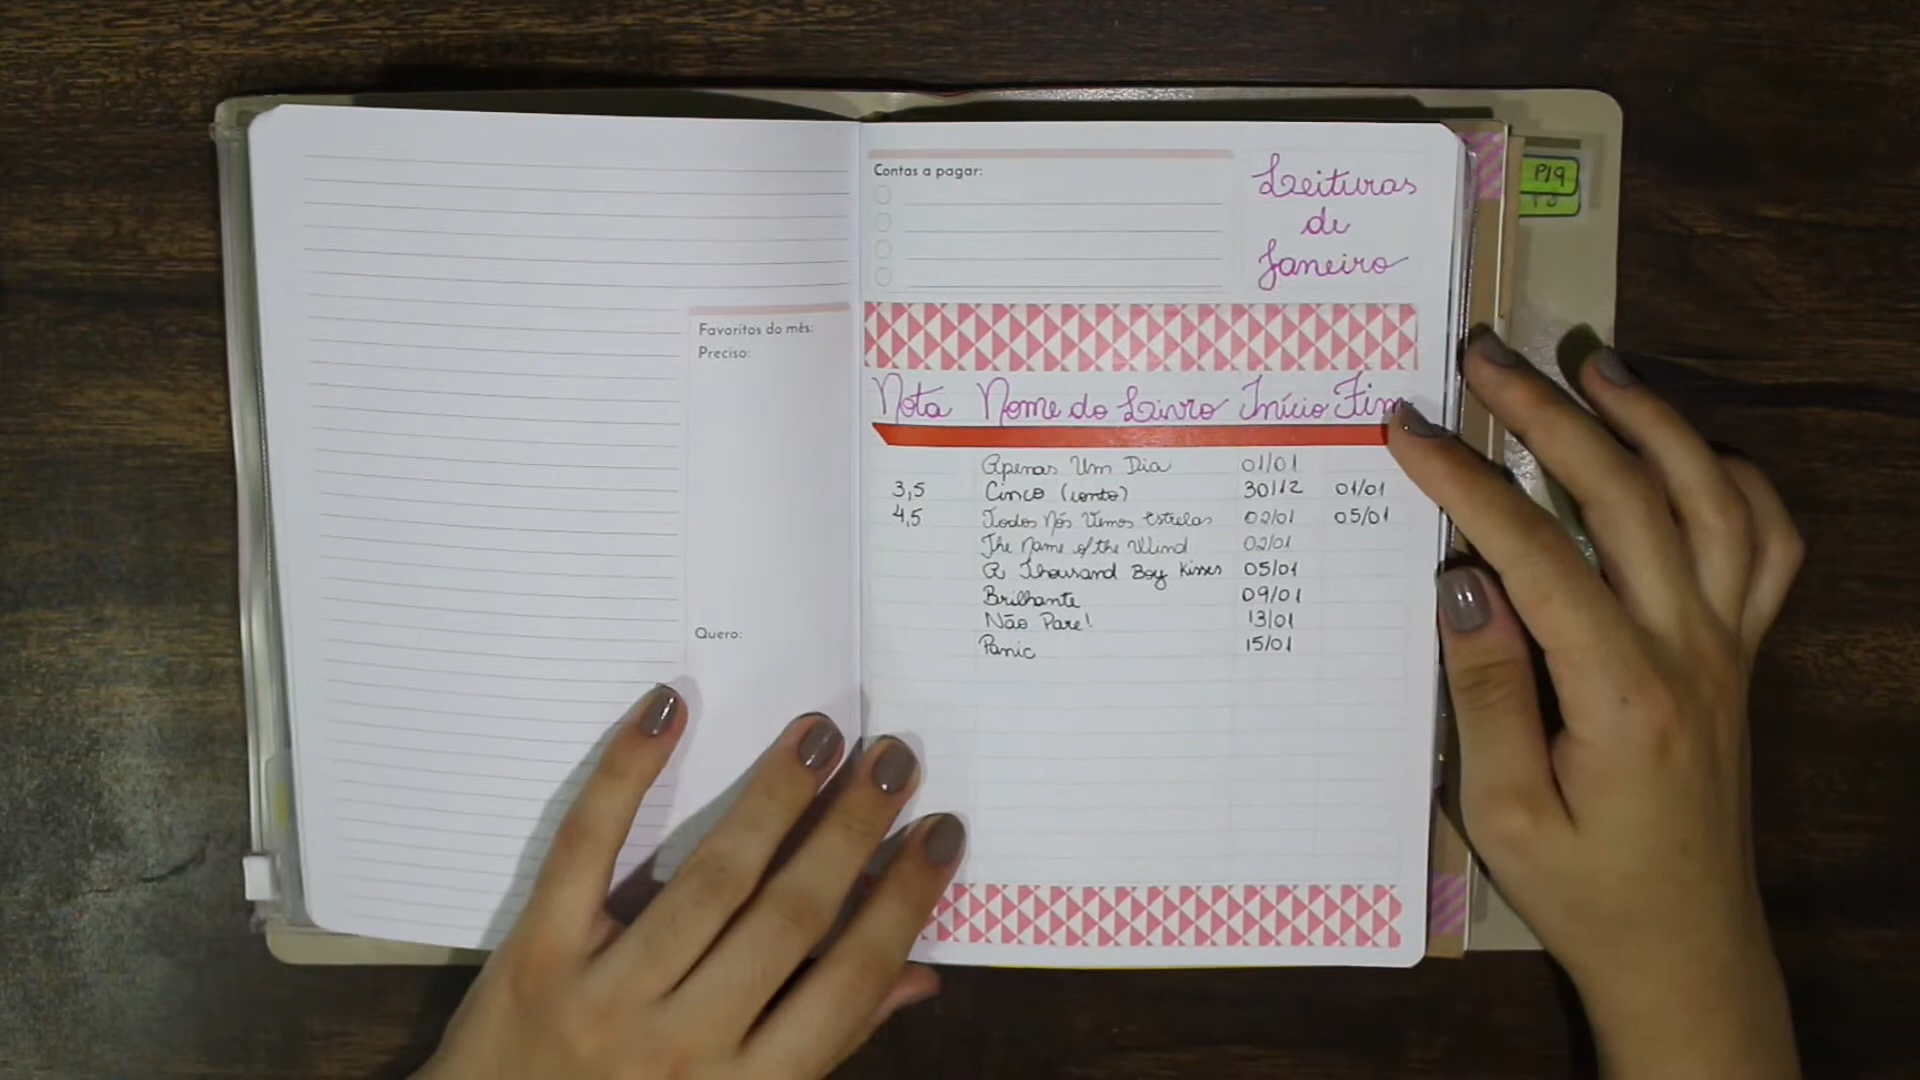 Favoritos do mês:
Preciso:
Quero:
Contas a pagar:
Leituras
de
Janeiro
Nota Nome do Livro Início Fim
Apenas Um Dia 01/01
3,5 Cinco (conto) 30/12 01/01
4,5 Todos Nós Vemos Estrelas 02/01 05/01
The Name of the Wind 02/01
A Thousand Boy Kisses 05/01
Brilhante 09/01
Não Pare! 13/01
Panic 15/01
P19